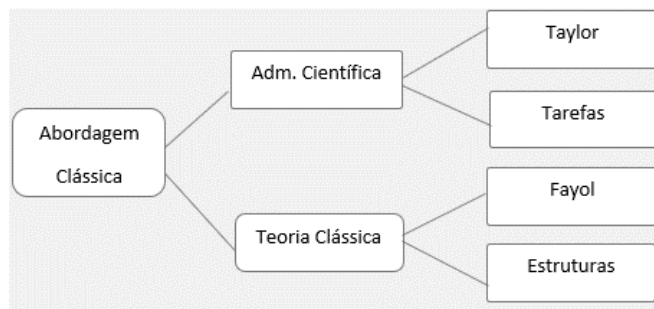 Abordagem
Clássica
Adm. Científica
Teoria Clássica
Taylor
Tarefas
Fayol
Estruturas